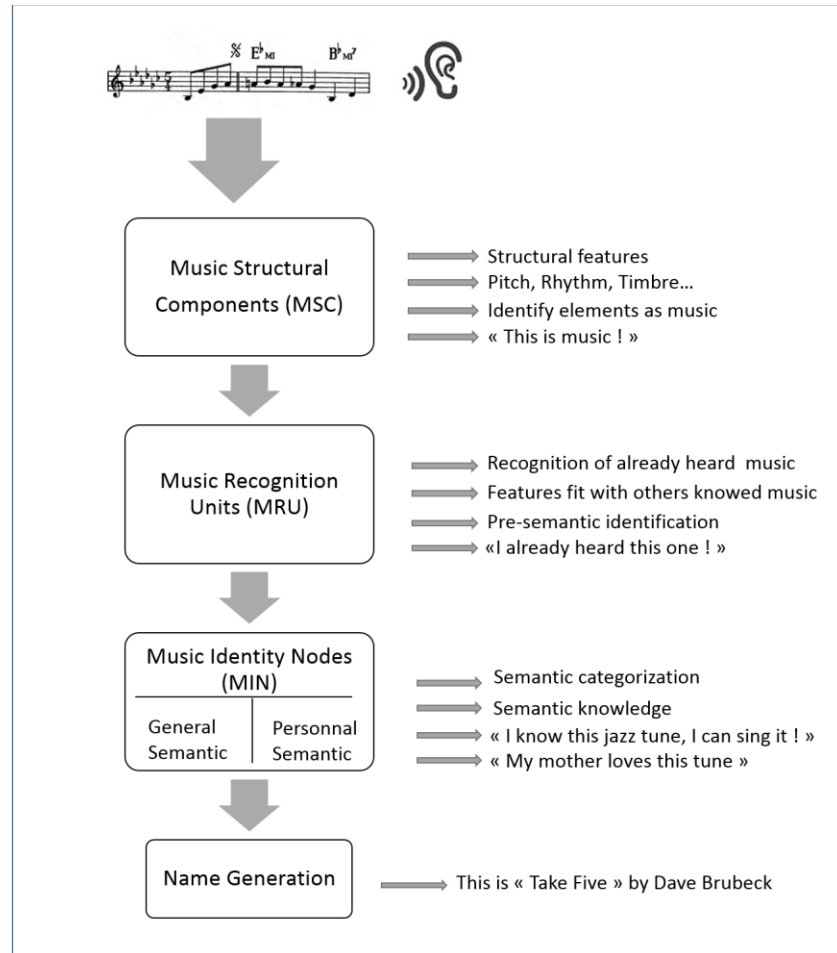 E♭MI B♭MI7
5
4
Music Structural
Components (MSC)
Structural features
Pitch, Rhythm, Timbre...
Identify elements as music
« This is music ! »
Music Recognition
Units (MRU)
Recognition of already heard  music
Features fit with others knowed music
Pre-semantic identification
«I already heard this one ! »
Music Identity Nodes
(MIN)
General
Semantic
Personnal
Semantic
Semantic categorization
Semantic knowledge
« I know this jazz tune, I can sing it ! »
« My mother loves this tune »
Name Generation
This is « Take Five » by Dave Brubeck